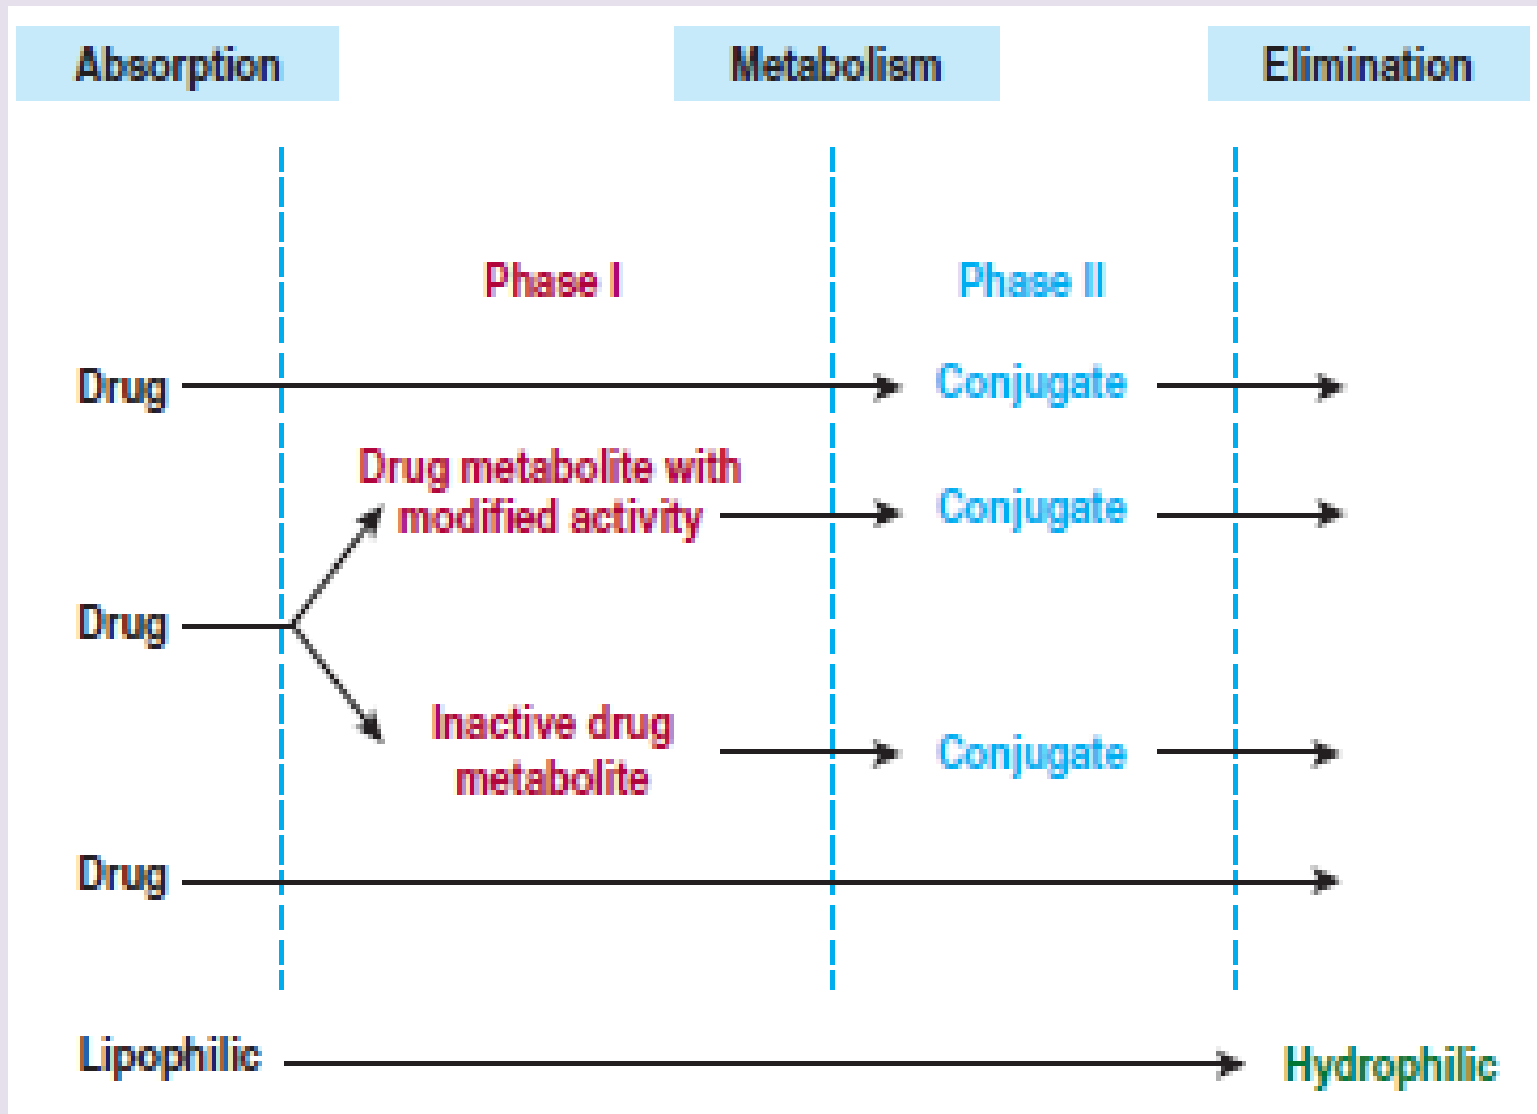 Absorption
Metabolism
Elimination
Phase I
Phase II
Drug
Conjugate
Drug metabolite with
modified activity
Conjugate
Drug
Inactive drug
metabolite
Conjugate
Drug
Lipophilic
Hydrophilic